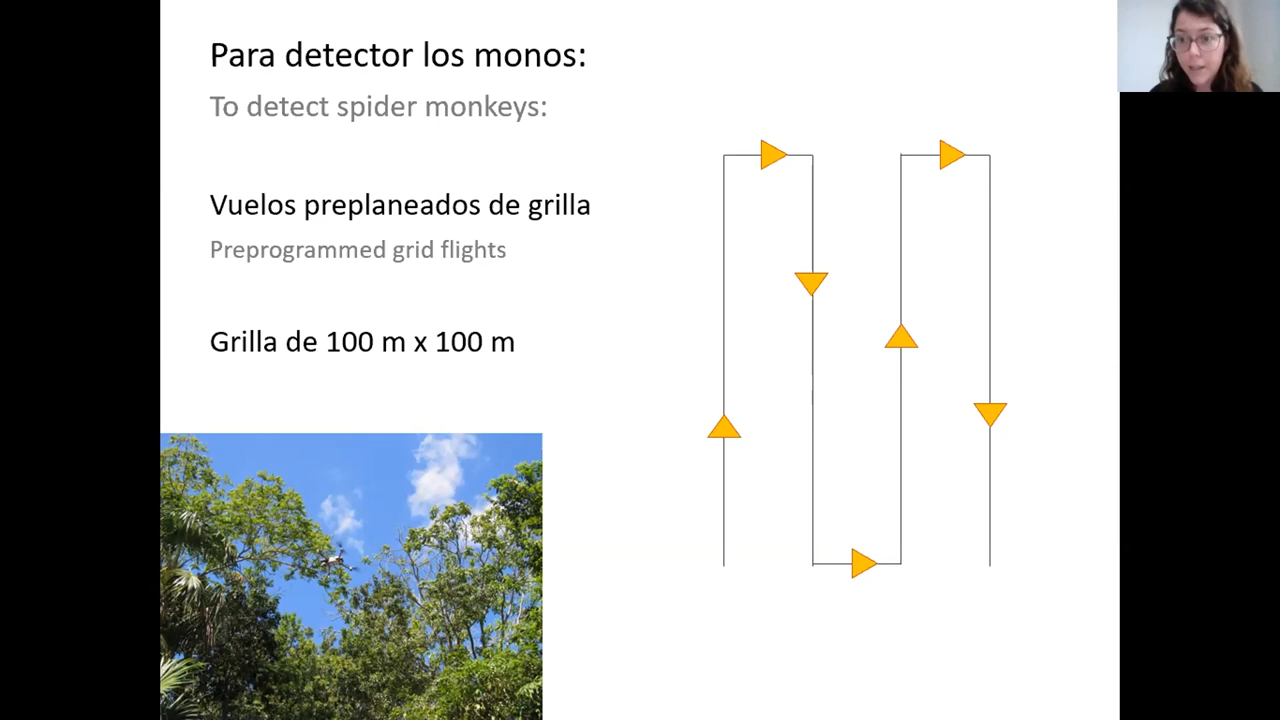 Para detector los monos:
To detect spider monkeys:
Vuelos preplaneados de grilla
Preprogrammed grid flights
Grilla de 100 m x 100 m